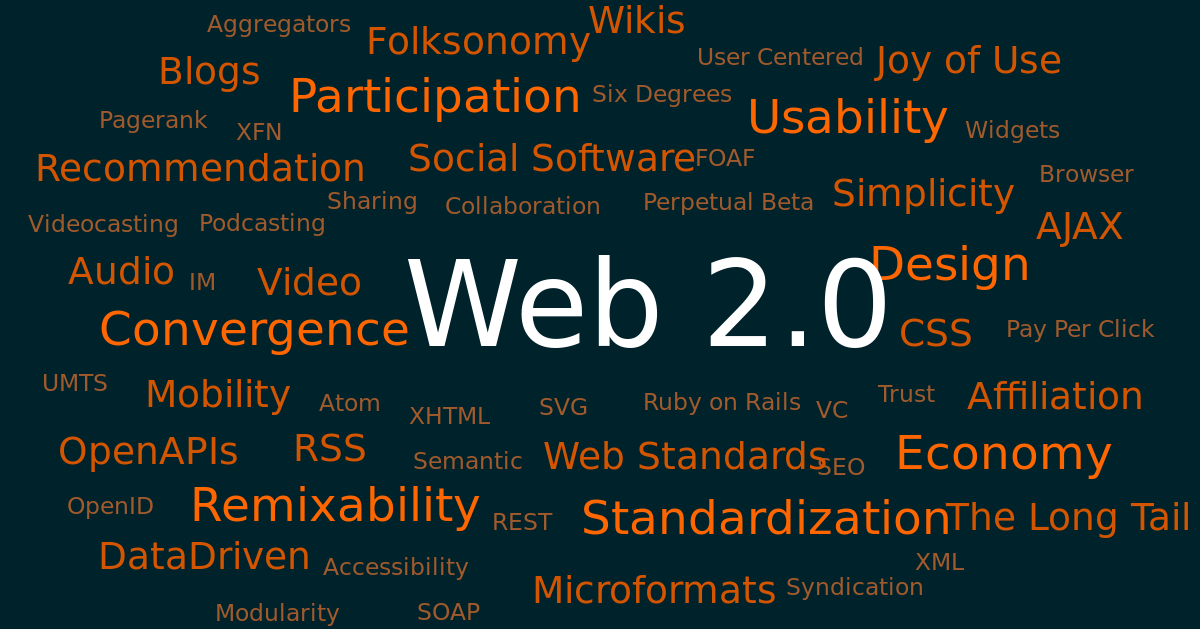 Wikis
Aggregators
Folksonomy
User Centered
Joy of Use
Blogs
Participation
Six Degrees
Usability
Pagerank
XFN
Widgets
Recommendation
Social Software
FOAF
Browser
Sharing
Collaboration
Perpetual Beta
Simplicity
Videocasting
Podcasting
AJAX
Audio
IM
Video
Web 2.0
Design
Convergence
CSS
Pay Per Click
UMTS
Mobility
Atom
XHTML
SVG
Ruby on Rails
VC
Trust
Affiliation
OpenAPIs
RSS
Semantic
Web Standards
SEO
Economy
OpenID
Remixability
REST
Standardization
The Long Tail
DataDriven
Accessibility
XML
Microformats
Syndication
Modularity
SOAP